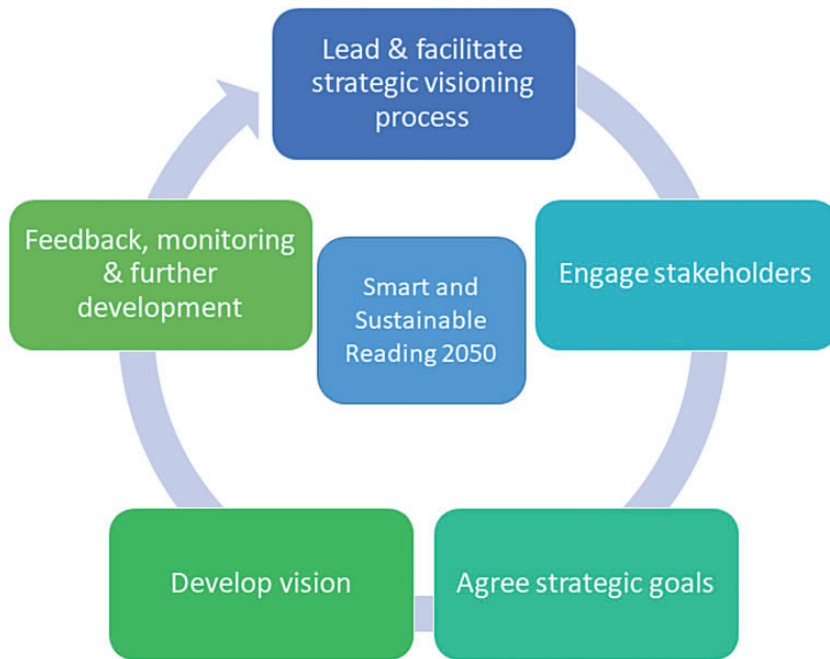 Lead & facilitate
strategic visioning
process
Engage stakeholders
Agree strategic goals
Develop vision
Feedback, monitoring
& further
development
Smart and
Sustainable
Reading 2050